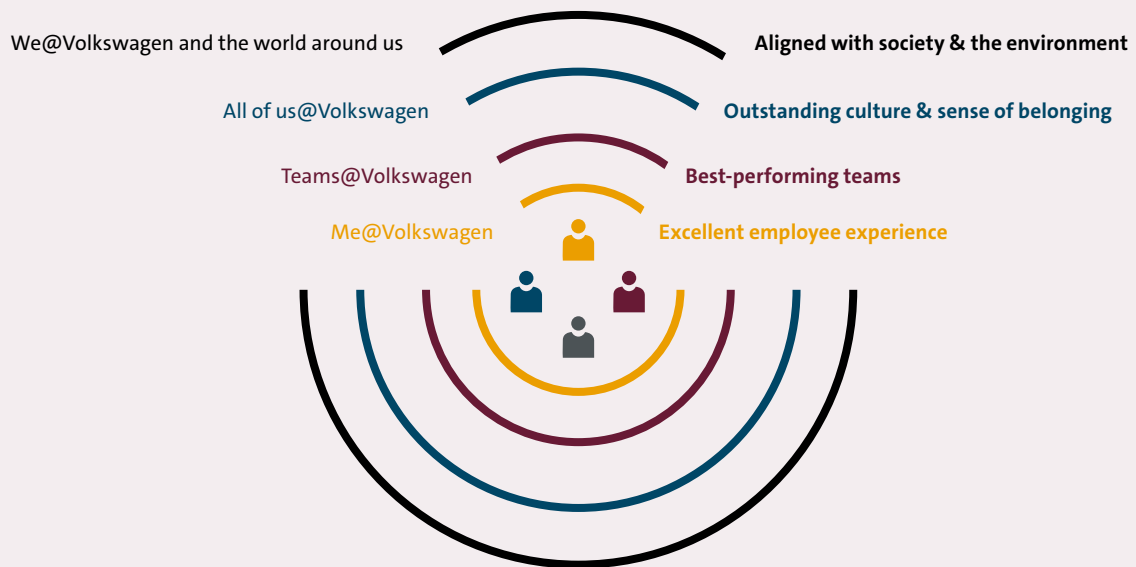 We@Volkswagen and the world around us
Aligned with society & the environment
All of us@Volkswagen
Outstanding culture & sense of belonging
Teams@Volkswagen
Best-performing teams
Me@Volkswagen
Excellent employee experience